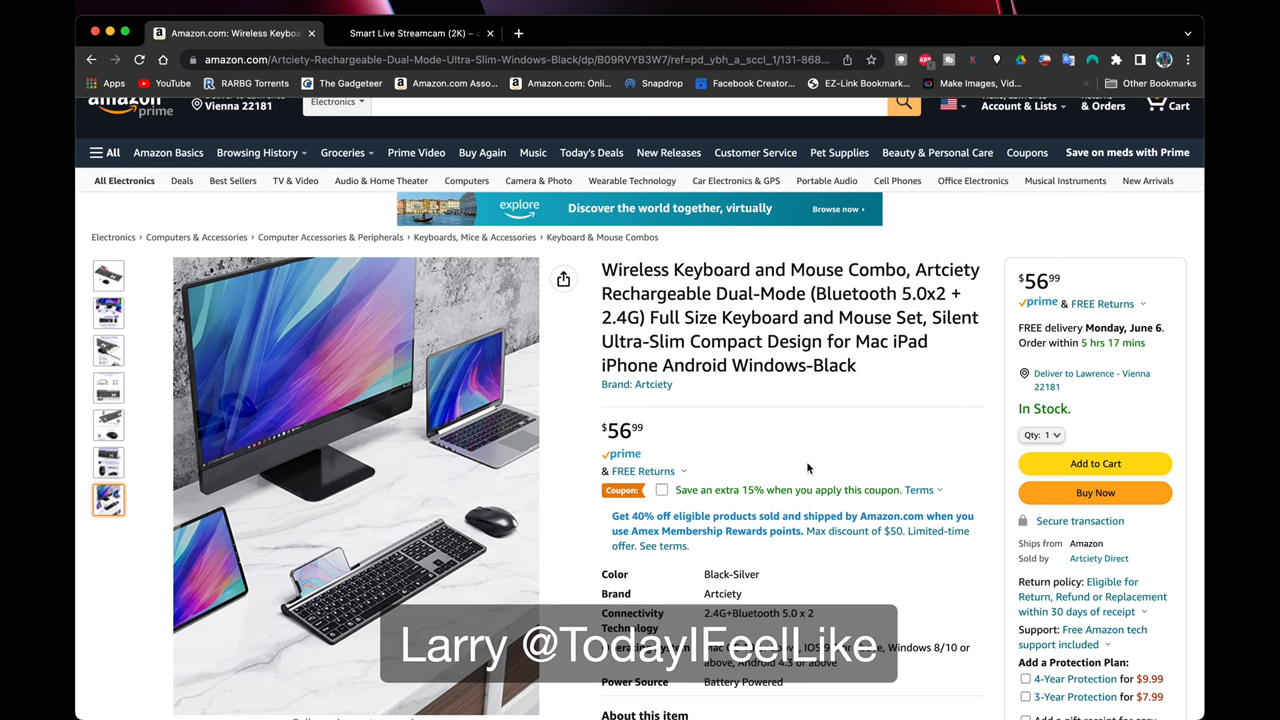 Amazon.com: Wireless Keybo
Smart Live Streamcam (2K) –
amazon.com/Artciety-Rechargeable-Dual-Mode-Ultra-Slim-Windows-Black/dp/B09RVYB3W7/ref=pd_ybh_a_sccl_1/131-868...
Apps YouTube RARBG Torrents The Gadgeteer Amazon.com Asso... Amazon.com: Onli... Snapdrop Facebook Creator... EZ-Link Bookmark... Make Images, Vid... » Other Bookmarks
amazon prime
Vienna 22181
Electronics
Account & Lists
& Orders
Cart
All Amazon Basics Browsing History Groceries Prime Video Buy Again Music Today's Deals New Releases Customer Service Pet Supplies Beauty & Personal Care Coupons Save on meds with Prime
All Electronics Deals Best Sellers TV & Video Audio & Home Theater Computers Camera & Photo Wearable Technology Car Electronics & GPS Portable Audio Cell Phones Office Electronics Musical Instruments New Arrivals
explore Discover the world together, virtually Browse now ›
Electronics › Computers & Accessories › Computer Accessories & Peripherals › Keyboards, Mice & Accessories › Keyboard & Mouse Combos
Wireless Keyboard and Mouse Combo, Artciety
Rechargeable Dual-Mode (Bluetooth 5.0x2 +
2.4G) Full Size Keyboard and Mouse Set, Silent
Ultra-Slim Compact Design for Mac iPad
iPhone Android Windows-Black
Brand: Artciety
$5699
prime
& FREE Returns
Coupon: Save an extra 15% when you apply this coupon. Terms
Get 40% off eligible products sold and shipped by Amazon.com when you
use Amex Membership Rewards points. Max discount of $50. Limited-time
offer. See terms.
Color Black-Silver
Brand Artciety
Connectivity 2.4G+Bluetooth 5.0 x 2
Technology
Windows 8/10 or
above, Android 4.3 or above
Power Source Battery Powered
About this item
Larry @TodayIFeelLike
$5699
prime & FREE Returns
FREE delivery Monday, June 6.
Order within 5 hrs 17 mins
Deliver to Lawrence - Vienna
22181
In Stock.
Qty: 1
Add to Cart
Buy Now
Secure transaction
Ships from Amazon
Sold by Artciety Direct
Return policy: Eligible for
Return, Refund or Replacement
within 30 days of receipt
Support: Free Amazon tech
support included
Add a Protection Plan:
4-Year Protection for $9.99
3-Year Protection for $7.99